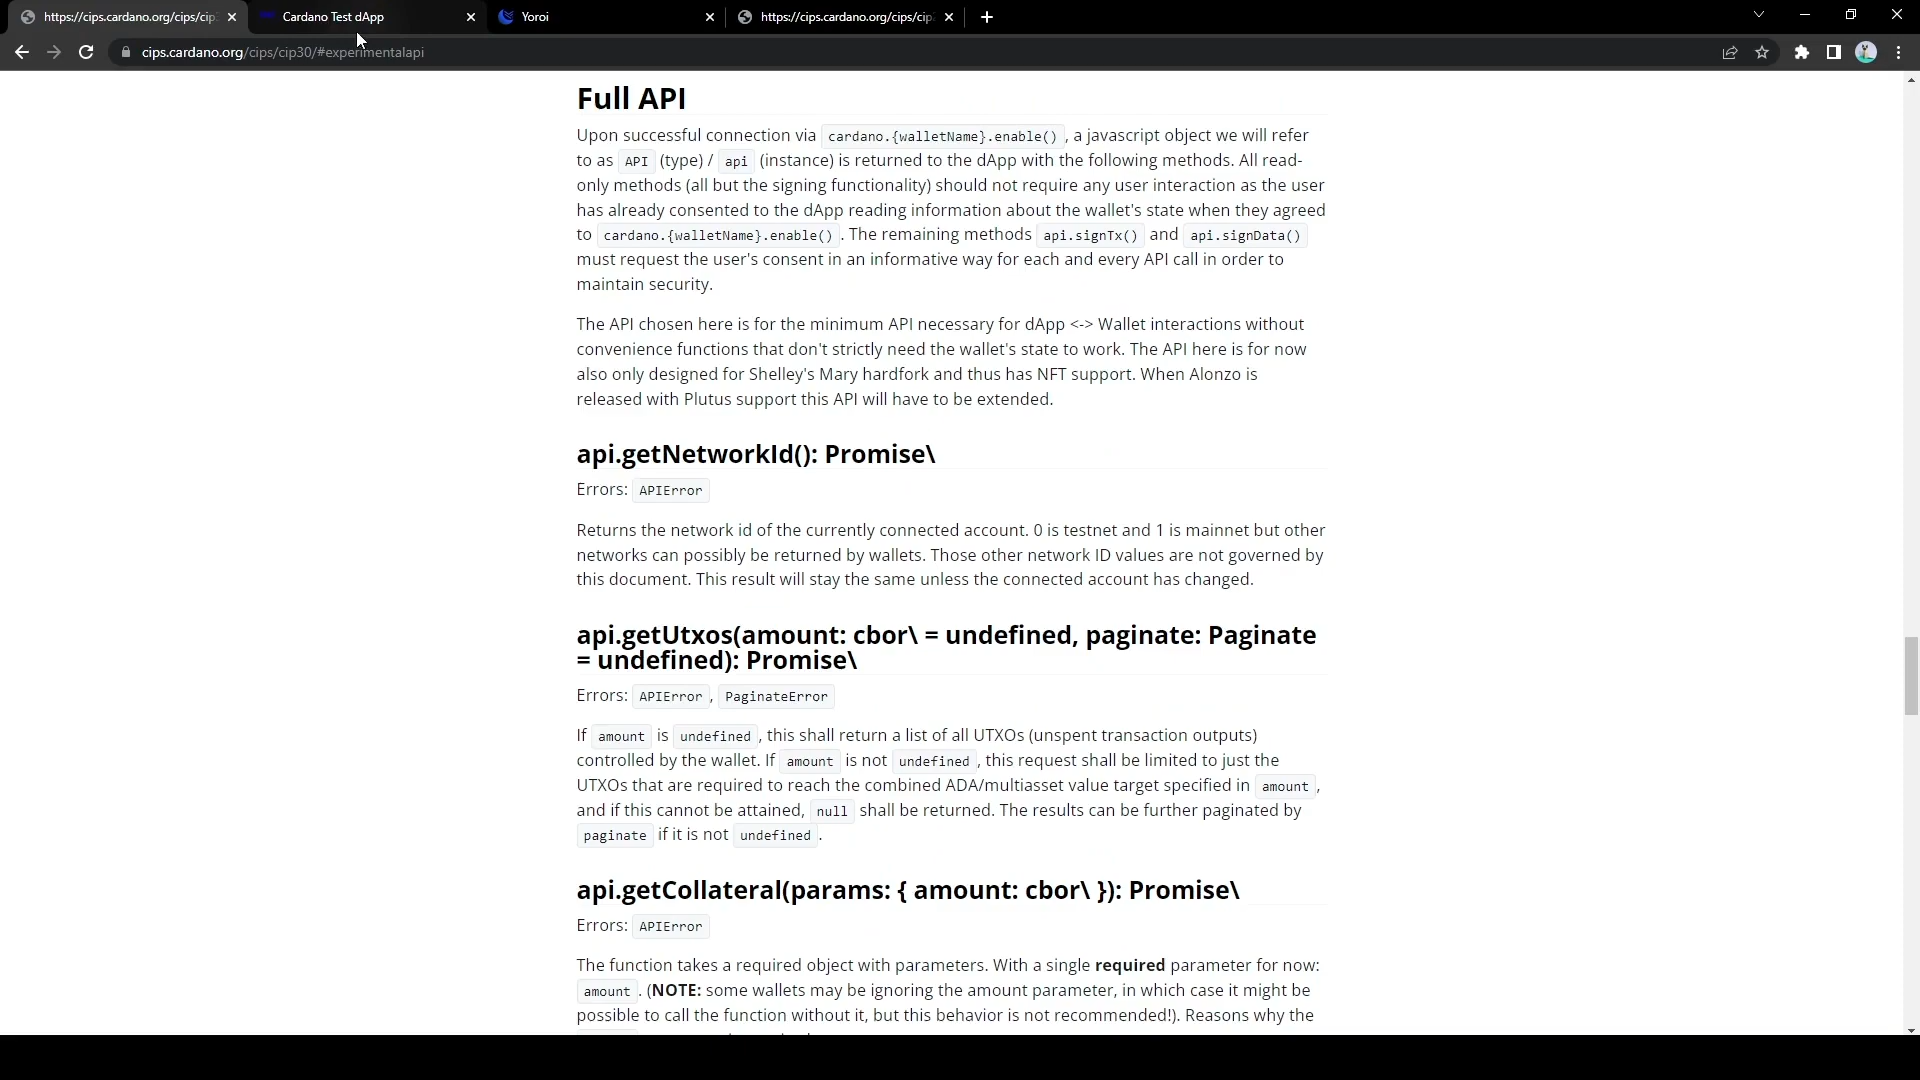 https://cips.cardano.org/cips/cip
Cardano Test dApp
Yoroi
https://cips.cardano.org/cips/cip
cips.cardano.org/cips/cip30/#experimentalapi
Full API
Upon successful connection via cardano.{walletName}.enable() , a javascript object we will refer
to as API (type) / api (instance) is returned to the dApp with the following methods. All read-
only methods (all but the signing functionality) should not require any user interaction as the user
has already consented to the dApp reading information about the wallet's state when they agreed
to cardano.{walletName}.enable() . The remaining methods api.signTx() and api.signData()
must request the user's consent in an informative way for each and every API call in order to
maintain security.
The API chosen here is for the minimum API necessary for dApp <-> Wallet interactions without
convenience functions that don't strictly need the wallet's state to work. The API here is for now
also only designed for Shelley's Mary hardfork and thus has NFT support. When Alonzo is
released with Plutus support this API will have to be extended.
api.getNetworkId(): Promise\
Errors: APIError
Returns the network id of the currently connected account. 0 is testnet and 1 is mainnet but other
networks can possibly be returned by wallets. Those other network ID values are not governed by
this document. This result will stay the same unless the connected account has changed.
api.getUtxos(amount: cbor\ = undefined, paginate: Paginate
= undefined): Promise\
Errors: APIError , PaginateError
If amount is undefined , this shall return a list of all UTXOs (unspent transaction outputs)
controlled by the wallet. If amount is not undefined , this request shall be limited to just the
UTXOs that are required to reach the combined ADA/multiasset value target specified in amount ,
and if this cannot be attained, null shall be returned. The results can be further paginated by
paginate if it is not undefined .
api.getCollateral(params: { amount: cbor\ }): Promise\
Errors: APIError
The function takes a required object with parameters. With a single required parameter for now:
amount . (NOTE: some wallets may be ignoring the amount parameter, in which case it might be
possible to call the function without it, but this behavior is not recommended!). Reasons why the